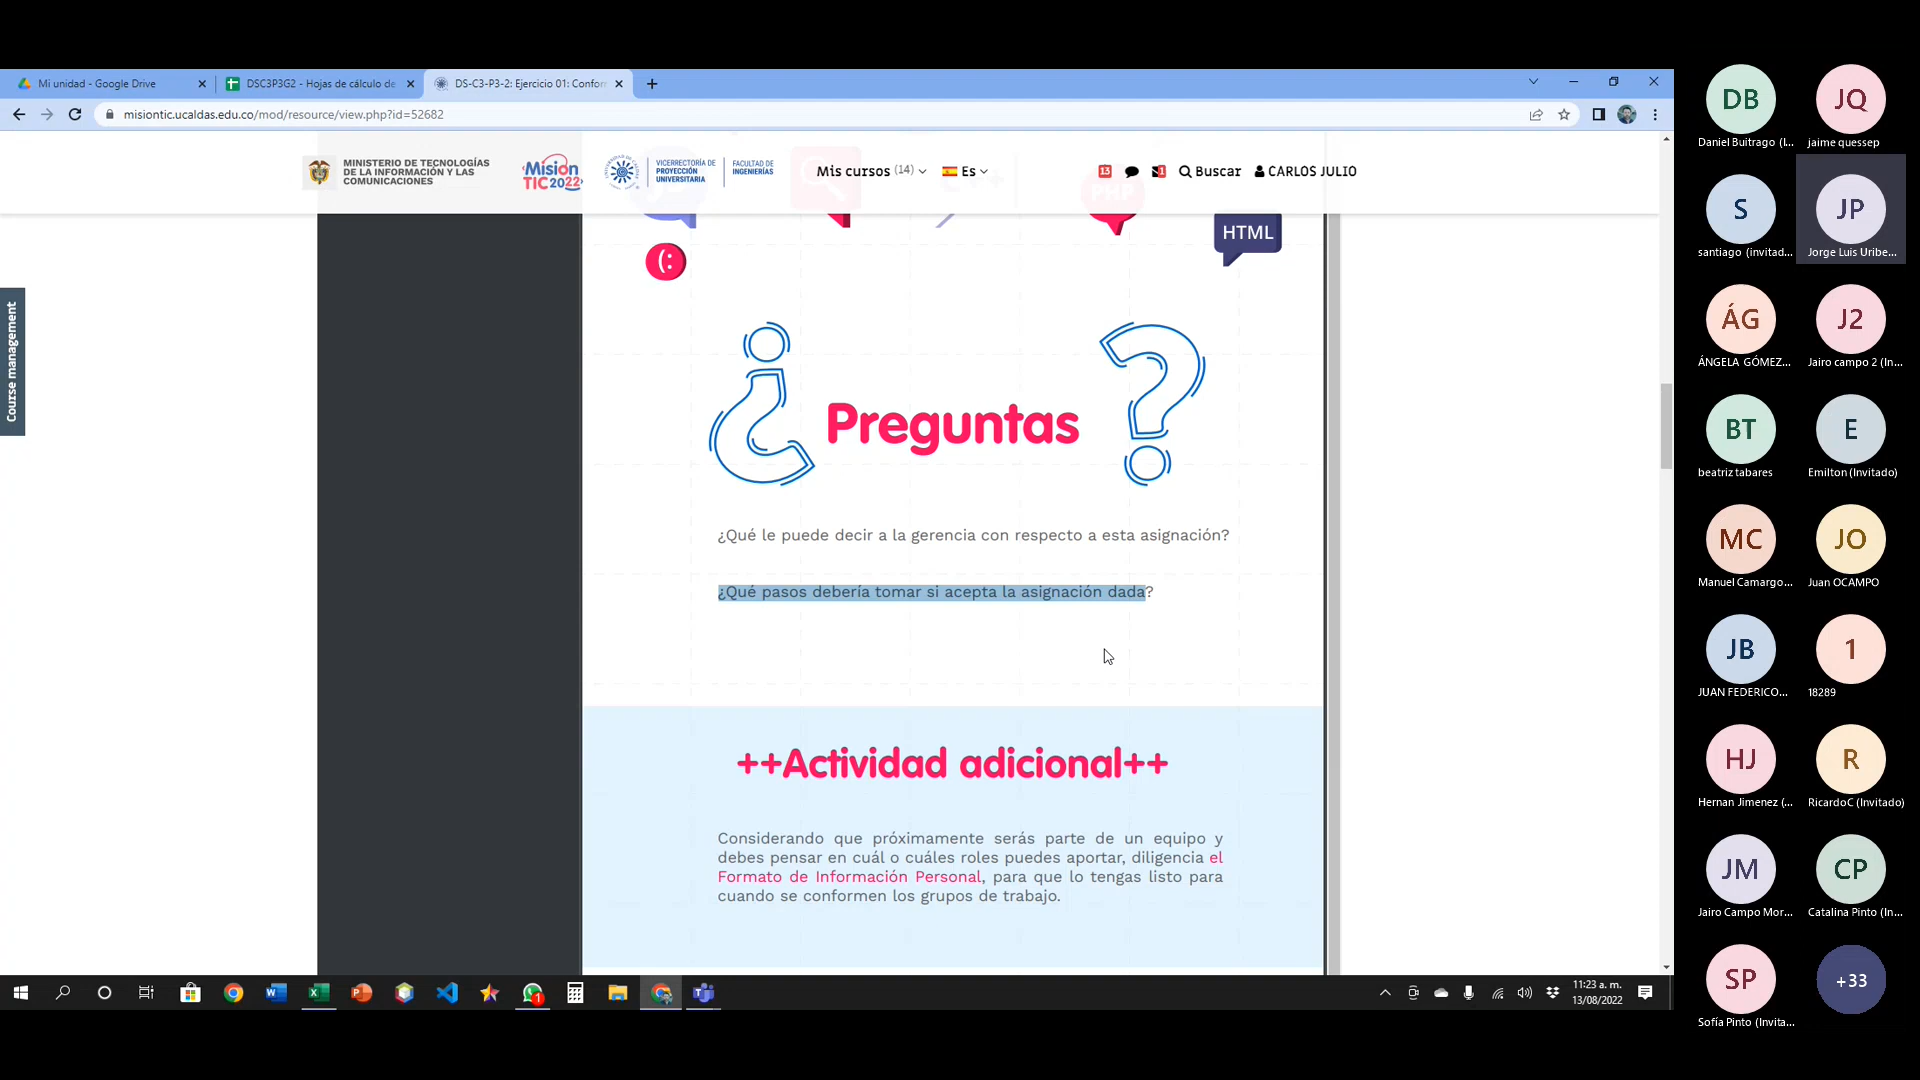 Mi unidad - Google Drive
DSC3P3G2 - Hojas de cálculo de
DS-C3-P3-2: Ejercicio 01: Confor
misiontic.ucaldas.edu.co/mod/resource/view.php?id=52682
MINISTERIO DE TECNOLOGÍAS
DE LA INFORMACIÓN Y LAS
COMUNICACIONES
Misión
TIC 2022
VICERRECTORÍA DE
PROYECCIÓN
UNIVERSITARIA
FACULTAD DE
INGENIERÍAS
Mis cursos (14)
Es
13
1
Buscar
CARLOS JULIO
PHP
HTML
(:
Course management
¿ Preguntas ?
¿Qué le puede decir a la gerencia con respecto a esta asignación?
¿Qué pasos debería tomar si acepta la asignación dada?
++Actividad adicional++
Considerando que próximamente serás parte de un equipo y
debes pensar en cuál o cuáles roles puedes aportar, diligencia el
Formato de Información Personal, para que lo tengas listo para
cuando se conformen los grupos de trabajo.
1
11:23 a. m.
13/08/2022
DB
Daniel Buitrago (I...
JQ
jaime quessep
S
santiago (invitad...
JP
Jorge Luis Uribe...
ÁG
ÁNGELA GÓMEZ...
J2
Jairo campo 2 (In...
BT
beatriz tabares
E
Emilton (Invitado)
MC
Manuel Camargo...
JO
Juan OCAMPO
JB
JUAN FEDERICO...
1
18289
HJ
Hernan Jimenez (...
R
RicardoC (Invitado)
JM
Jairo Campo Mor...
CP
Catalina Pinto (In...
SP
Sofía Pinto (Invita...
+33